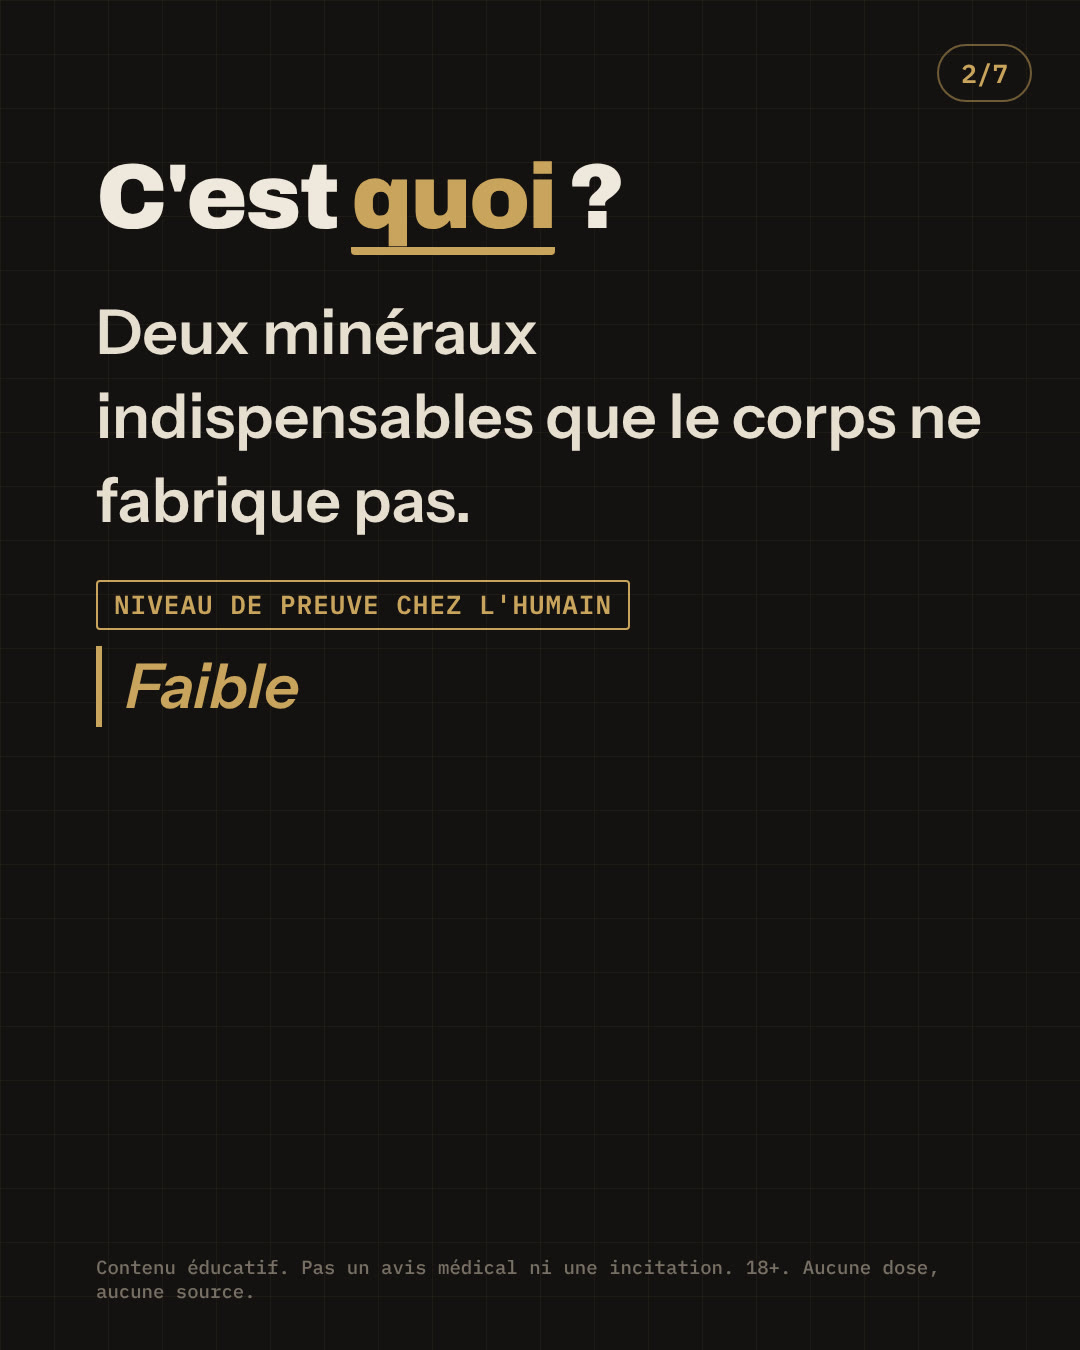 2/7
C'est quoi ?
Deux minéraux
indispensables que le corps ne
fabrique pas.
NIVEAU DE PREUVE CHEZ L'HUMAIN
Faible
Contenu éducatif. Pas un avis médical ni une incitation. 18+. Aucune dose,
aucune source.